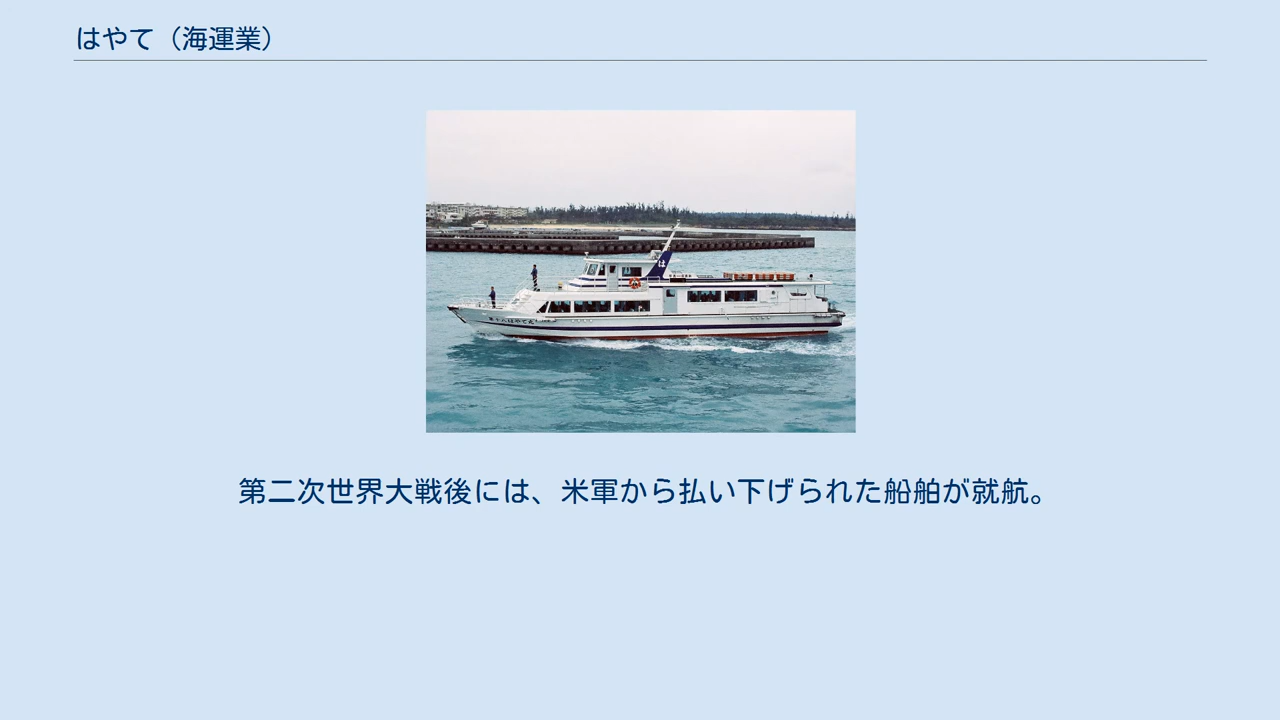 はやて（海運業）
は
第二次世界大戦後には、米軍から払い下げられた船舶が就航。